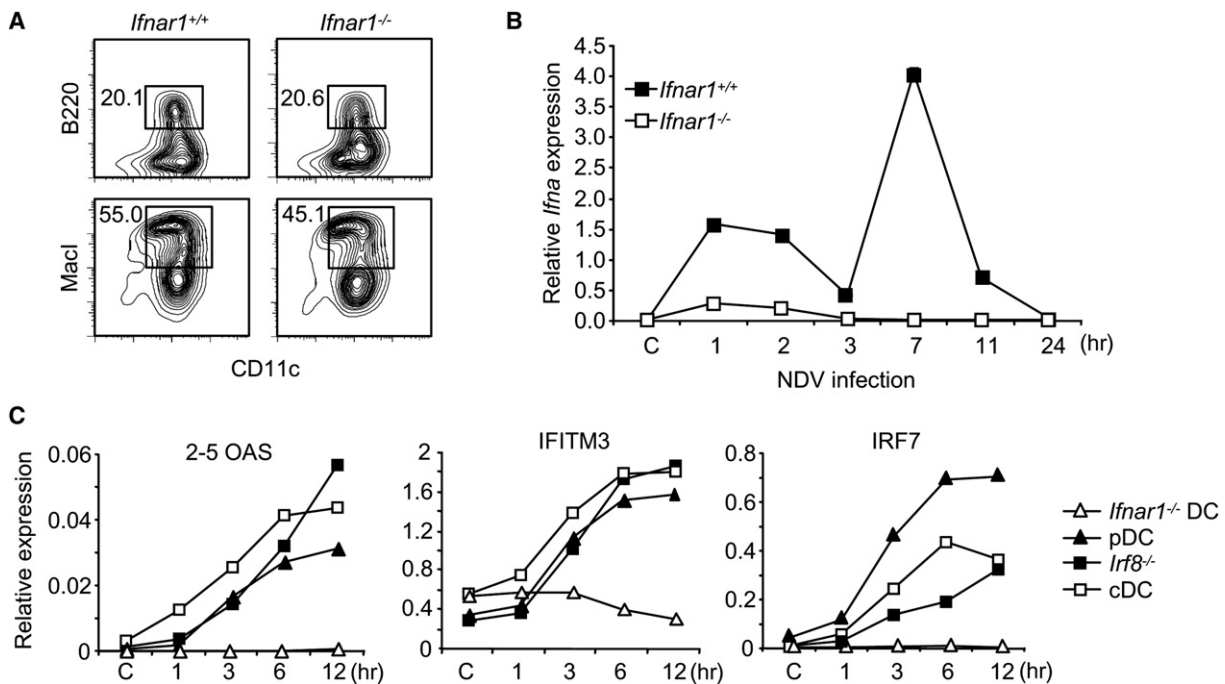 A
Ifnar1+/+
Ifnar1-/-
B220
20.1
20.6
MacI
55.0
45.1
CD11c
B
Relative Ifna expression
4.5
4.0
3.5
3.0
2.5
2.0
1.5
1.0
0.5
0.0
Ifnar1+/+
Ifnar1-/-
C 1 2 3 7 11 24 (hr)
NDV infection
C
Relative expression
2-5 OAS
0.06
0.04
0.02
0
C 1 3 6 12 (hr)
IFITM3
2
1.6
1.2
0.8
0.4
0
C 1 3 6 12 (hr)
IRF7
0.8
0.6
0.4
0.2
0
C 1 3 6 12 (hr)
Ifnar1-/- DC
pDC
Irf8-/-
cDC